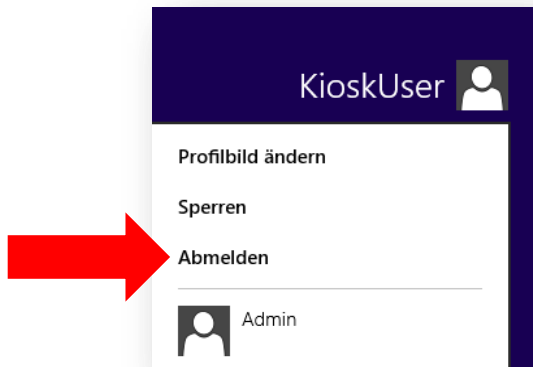 KioskUser
Profilbild ändern
Sperren
Abmelden
Admin